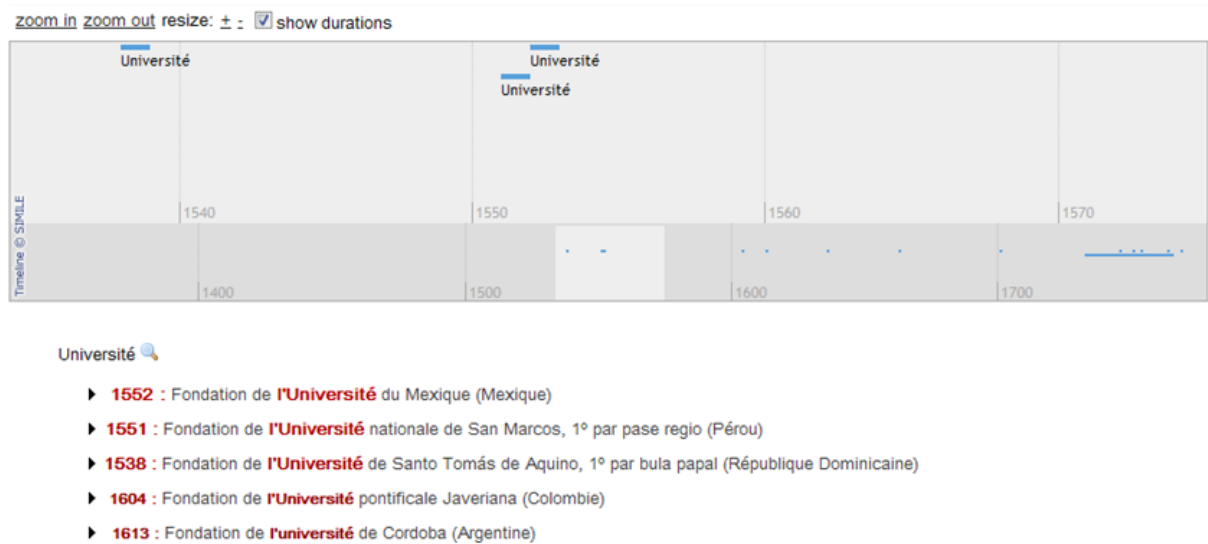 zoom in zoom out resize: + - show durations
Université Université
Université
1540 1550 1560 1570
1400 1500 1600 1700
Timeline © SIMILE
Université
1552 : Fondation de l'Université du Mexique (Mexique)
1551 : Fondation de l'Université nationale de San Marcos, 1º par pase regio (Pérou)
1538 : Fondation de l'Université de Santo Tomás de Aquino, 1º par bula papal (République Dominicaine)
1604 : Fondation de l'Université pontificale Javeriana (Colombie)
1613 : Fondation de l'université de Cordoba (Argentine)